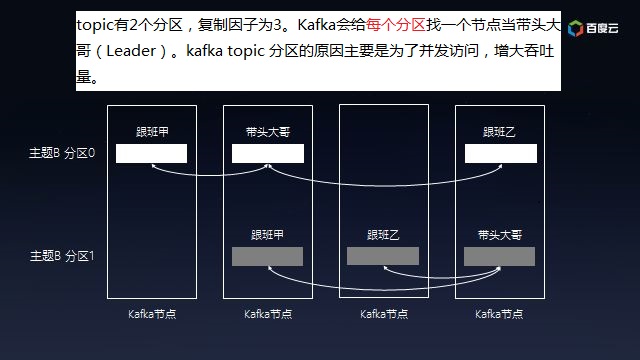 topic有2个分区，复制因子为3。Kafka会给每个分区找一个节点当带头大
哥（Leader）。kafka topic 分区的原因主要是为了并发访问，增大吞吐
量。
百度云
跟班甲 带头大哥 跟班乙
主题B 分区0
跟班甲 跟班乙 带头大哥
主题B 分区1
Kafka节点 Kafka节点 Kafka节点 Kafka节点